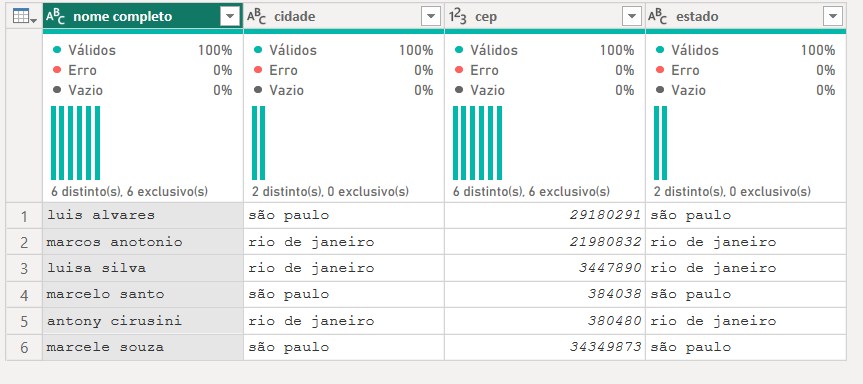 ABC nome completo ABC cidade 123 cep ABC estado
Válidos 100% Válidos 100% Válidos 100% Válidos 100%
Erro 0% Erro 0% Erro 0% Erro 0%
Vazio 0% Vazio 0% Vazio 0% Vazio 0%
6 distinto(s), 6 exclusivo(s) 2 distinto(s), 0 exclusivo(s) 6 distinto(s), 6 exclusivo(s) 2 distinto(s), 0 exclusivo(s)
1 luis alvares são paulo 29180291 são paulo
2 marcos anotonio rio de janeiro 21980832 rio de janeiro
3 luisa silva rio de janeiro 3447890 rio de janeiro
4 marcelo santo são paulo 384038 são paulo
5 antony cirusini rio de janeiro 380480 rio de janeiro
6 marcele souza são paulo 34349873 são paulo